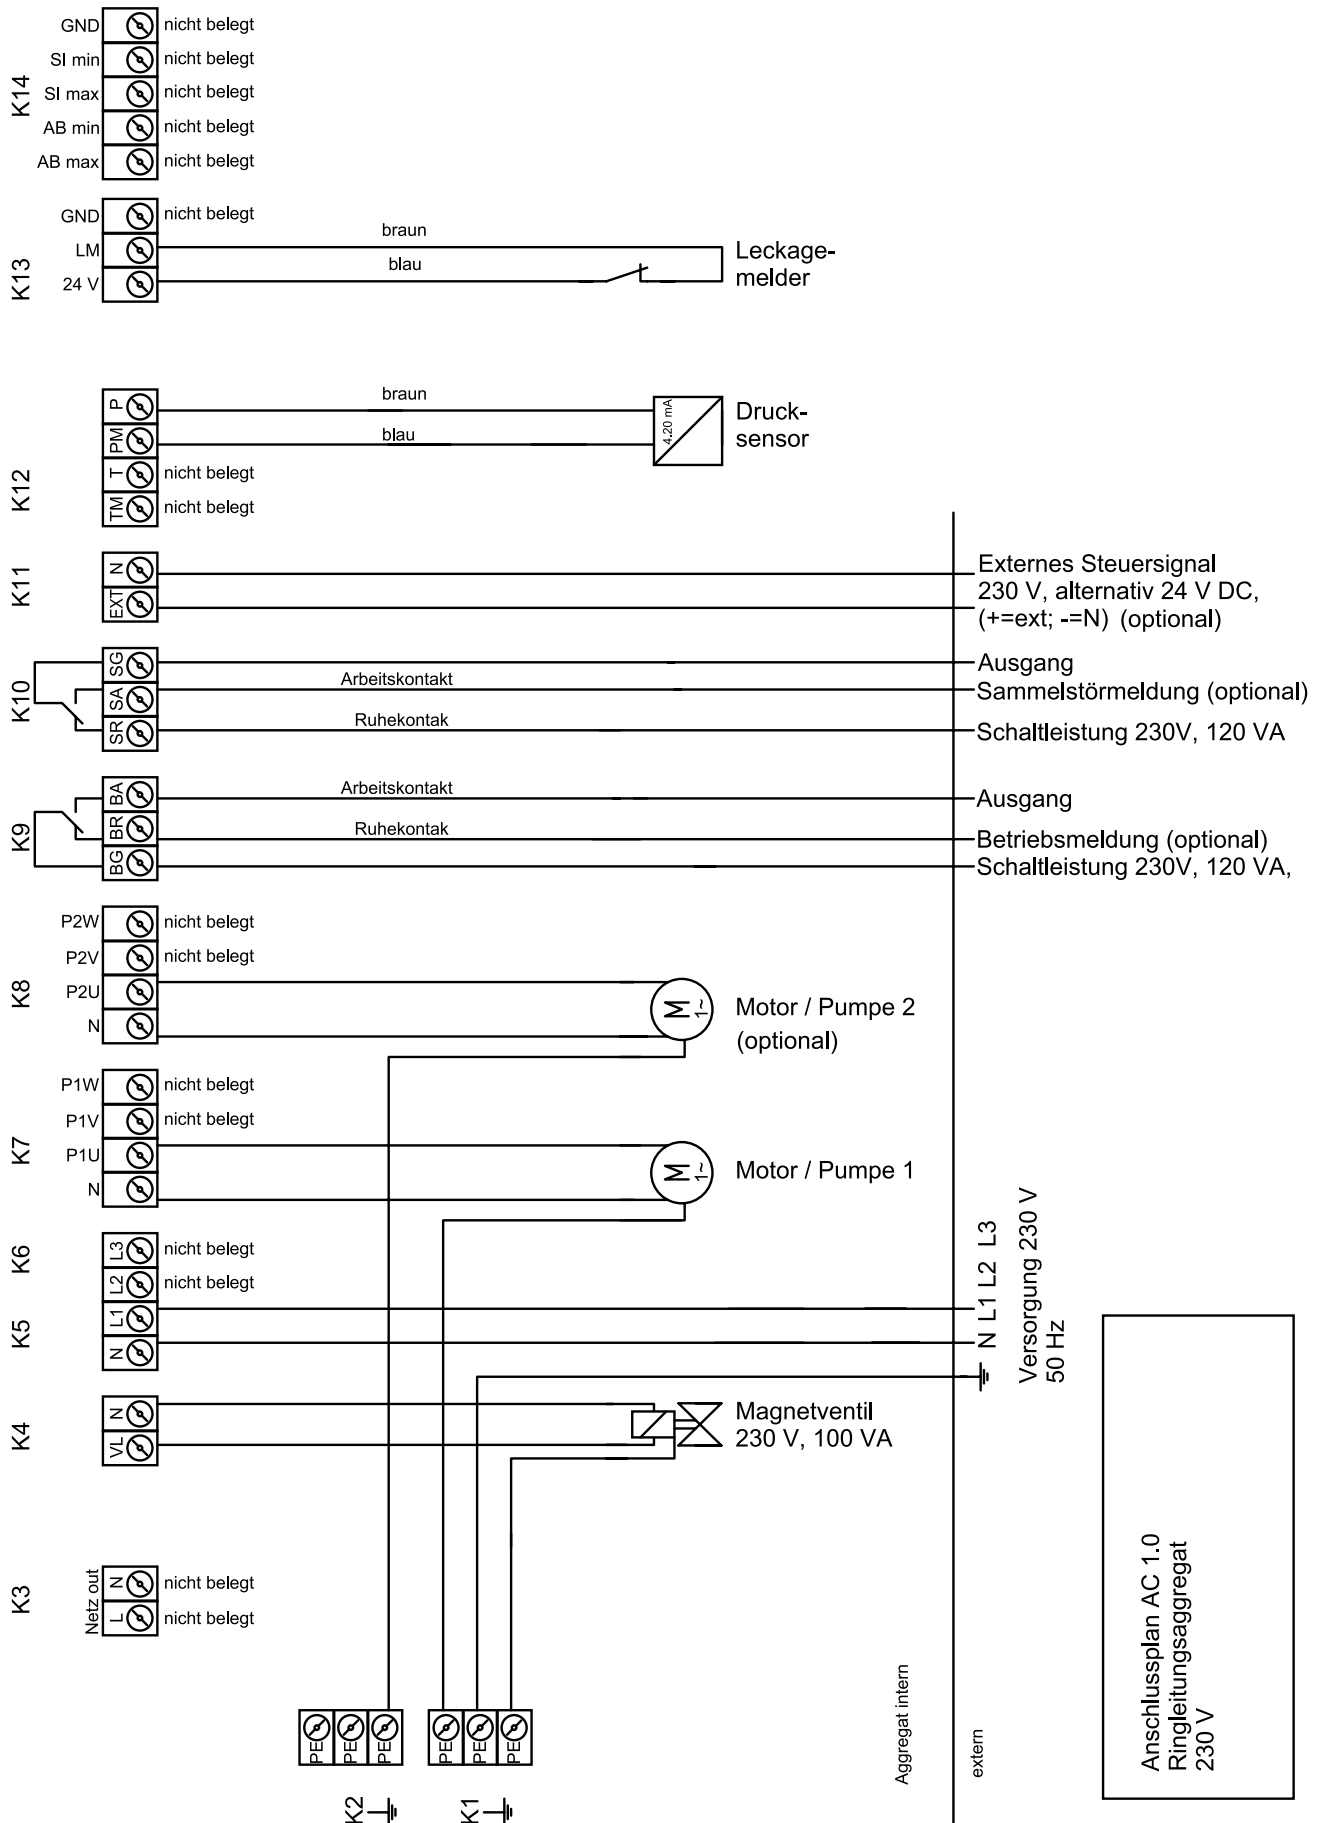 K14
GND nicht belegt
SI min nicht belegt
SI max nicht belegt
AB min nicht belegt
AB max nicht belegt
K13
GND nicht belegt
LM braun
24 V blau
Leckage-
melder
K12
P braun
PM blau
T nicht belegt
TM nicht belegt
4.20 mA
Druck-
sensor
K11
N
EXT
Externes Steuersignal
230 V, alternativ 24 V DC,
(+=ext; -=N) (optional)
K10
SG Ausgang
SA Arbeitskontakt Sammelstörmeldung (optional)
SR Ruhekontak Schaltleistung 230V, 120 VA
K9
BA Arbeitskontakt Ausgang
BR Ruhekontak Betriebsmeldung (optional)
BG Schaltleistung 230V, 120 VA,
K8
P2W nicht belegt
P2V nicht belegt
P2U
N
M
1~
Motor / Pumpe 2
(optional)
K7
P1W nicht belegt
P1V nicht belegt
P1U
N
M
1~
Motor / Pumpe 1
K6
L3 nicht belegt
L2 nicht belegt
K5
L1
N
N L1 L2 L3
Versorgung 230 V
50 Hz
K4
N
VL
Magnetventil
230 V, 100 VA
K3
Netz out
N nicht belegt
L nicht belegt
PE PE PE PE PE PE
K2 K1
Aggregat intern
extern
Anschlussplan AC 1.0
Ringleitungsaggregat
230 V